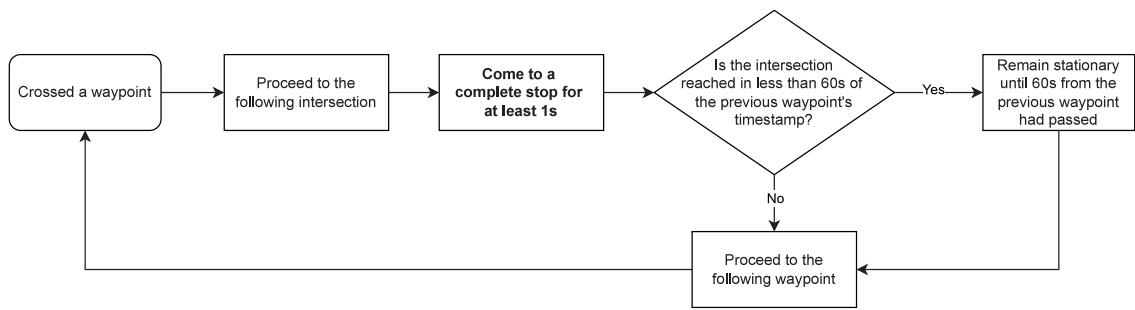 Crossed a waypoint
Proceed to the
following intersection
Come to a
complete stop for
at least 1s
Is the intersection
reached in less than 60s of
the previous waypoint's
timestamp?
Yes
Remain stationary
until 60s from the
previous waypoint
had passed
No
Proceed to the
following waypoint